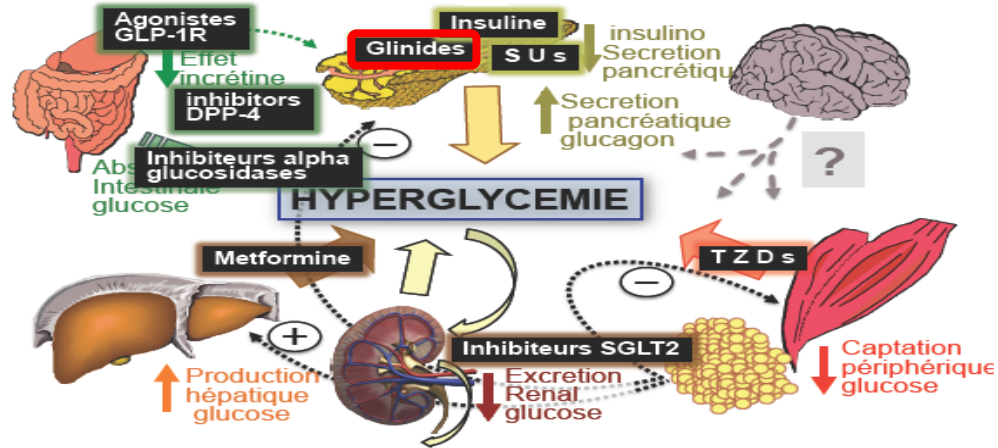 Agonistes
GLP-1R
Effet
incrétine
inhibitors
DPP-4
Inhibiteurs alpha
glucosidases
Intestinale
glucose
Insuline
Glinides
S U s
insulino
Secretion
pancrétiqu
Secretion
pancréatique
glucagon
?
−
HYPERGLYCEMIE
Metformine
T Z D s
−
+
Inhibiteurs SGLT2
Production
hépatique
glucose
Excretion
Renal
glucose
Captation
périphérique
glucose